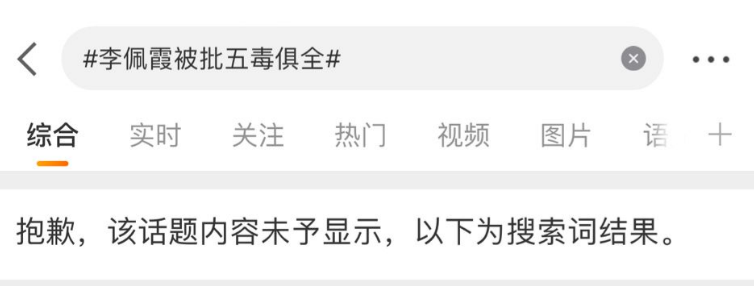 #李佩霞被批五毒俱全#
综合 实时 关注 热门 视频 图片 语
抱歉，该话题内容未予显示，以下为搜索词结果。